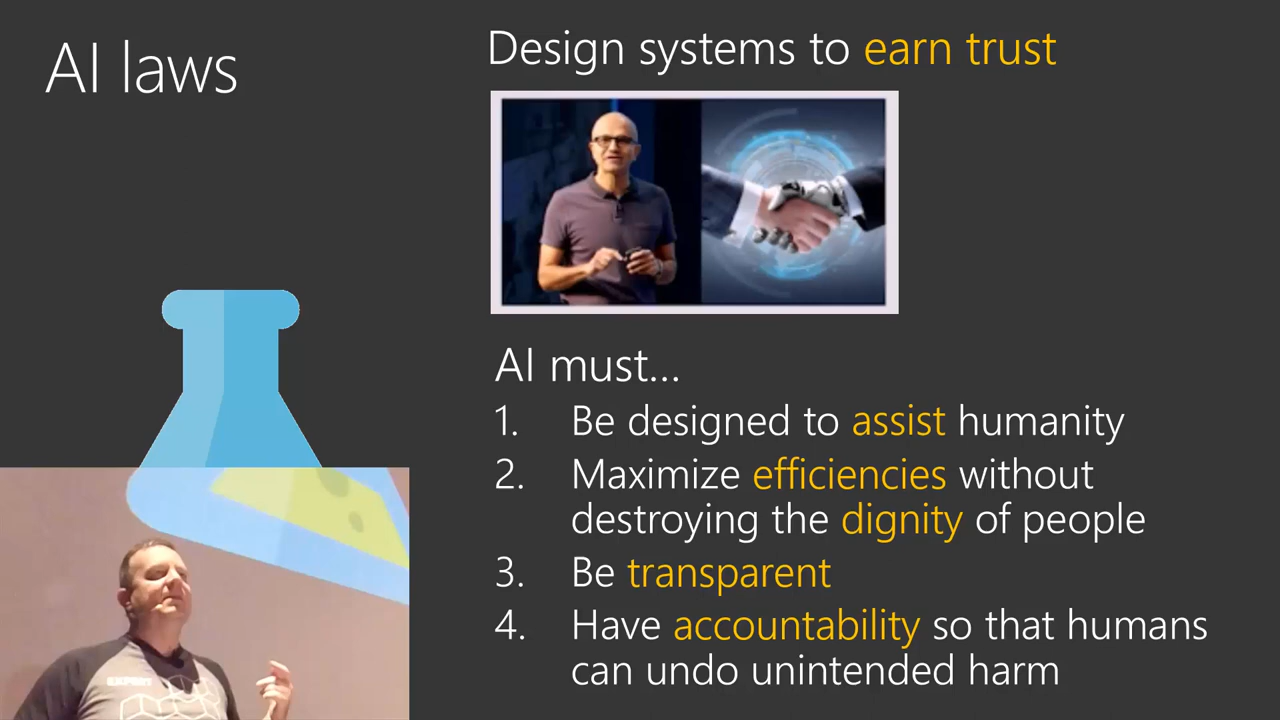 AI laws
Design systems to earn trust
AI must...
1. Be designed to assist humanity
2. Maximize efficiencies without
destroying the dignity of people
3. Be transparent
4. Have accountability so that humans
can undo unintended harm
EXPERT